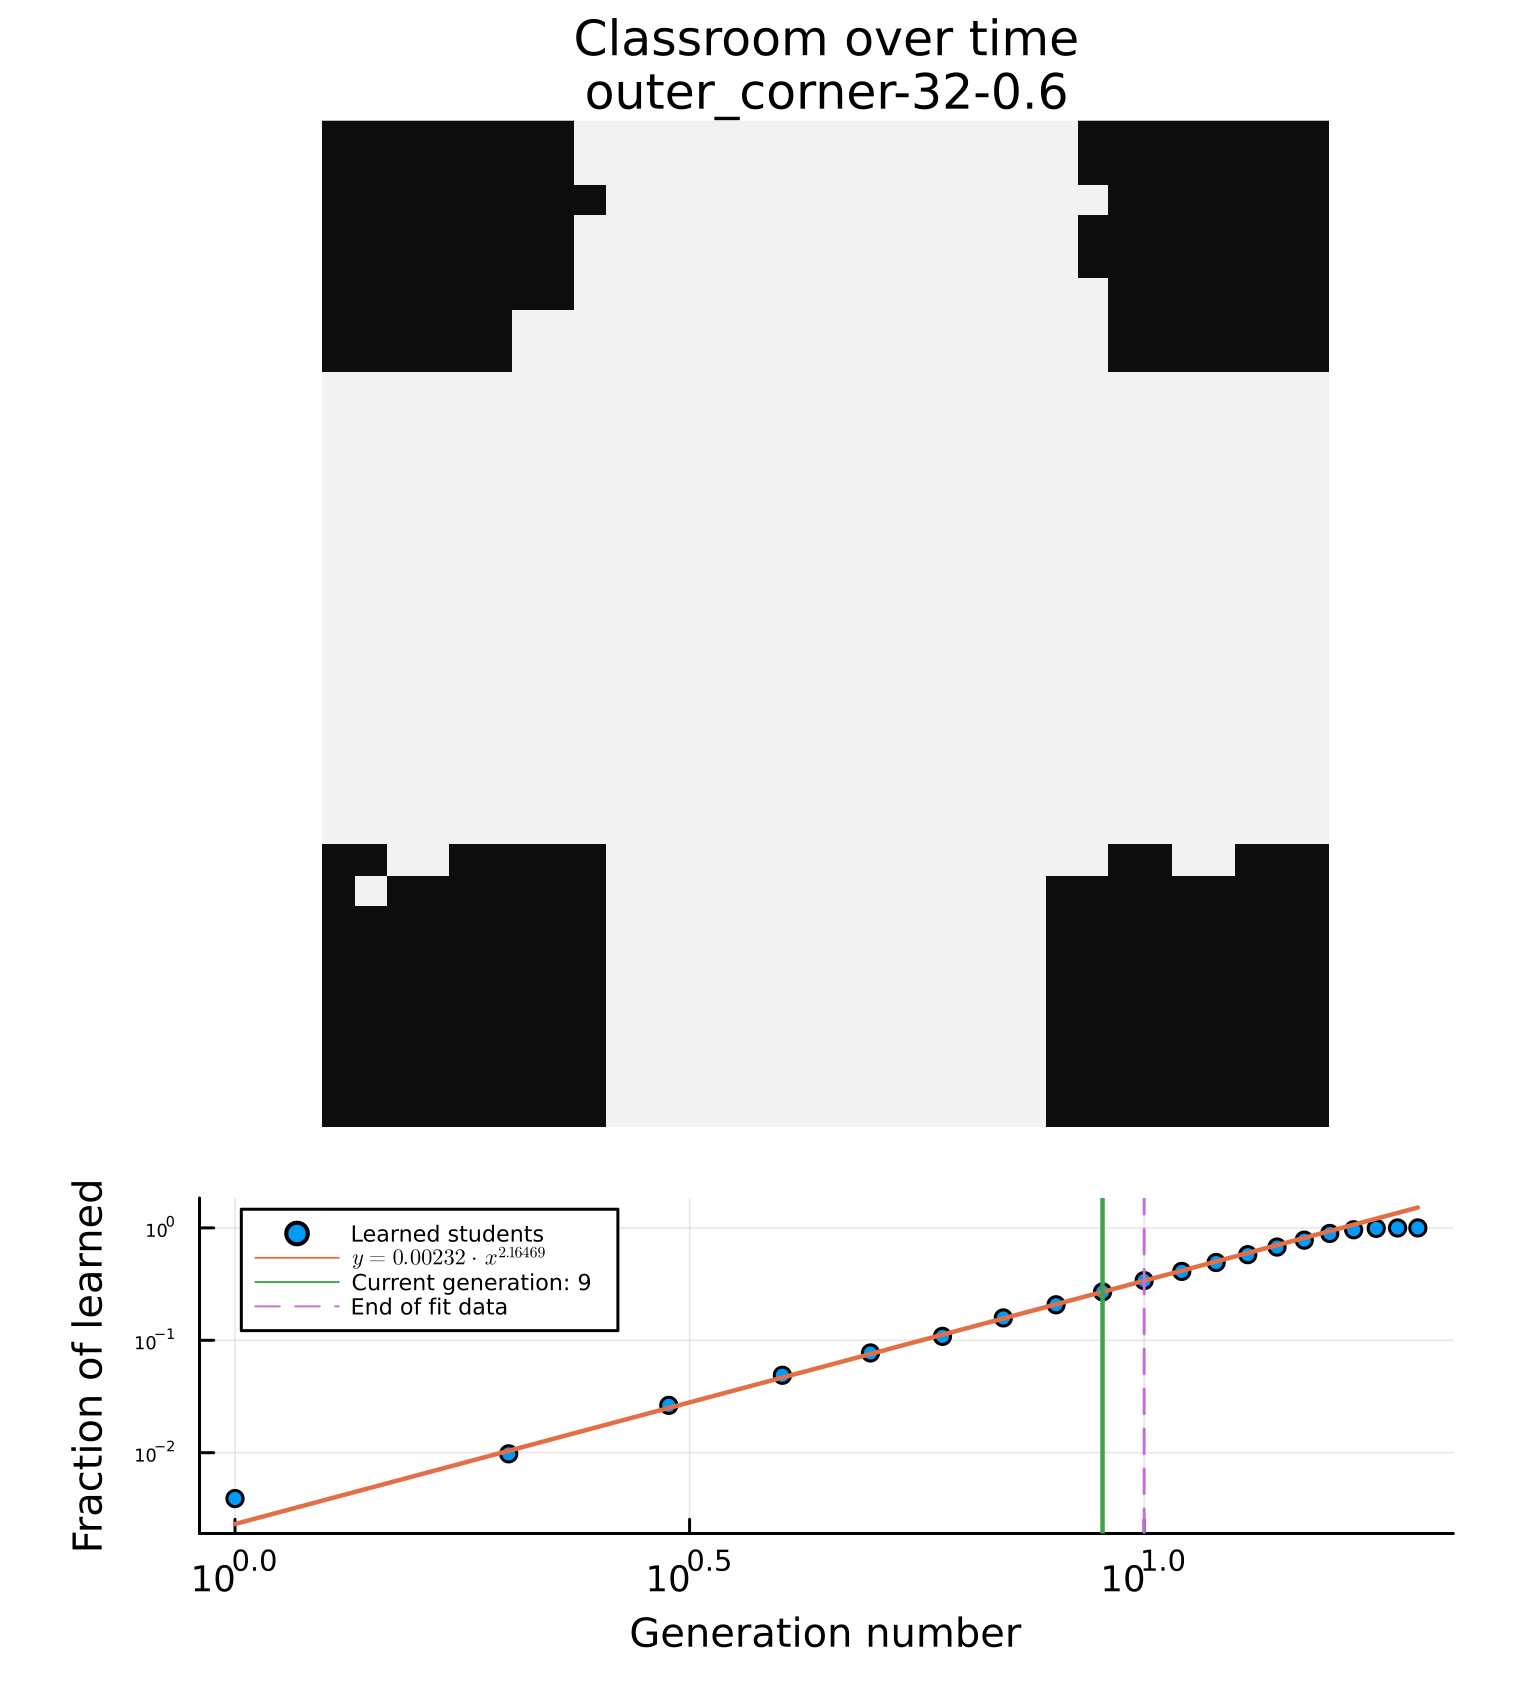 Classroom over time
outer_corner-32-0.6
Fraction of learned
10^0
10^-1
10^-2
Learned students
y = 0.00232 · x^2.16469
Current generation: 9
End of fit data
10^0.0 10^0.5 10^1.0
Generation number